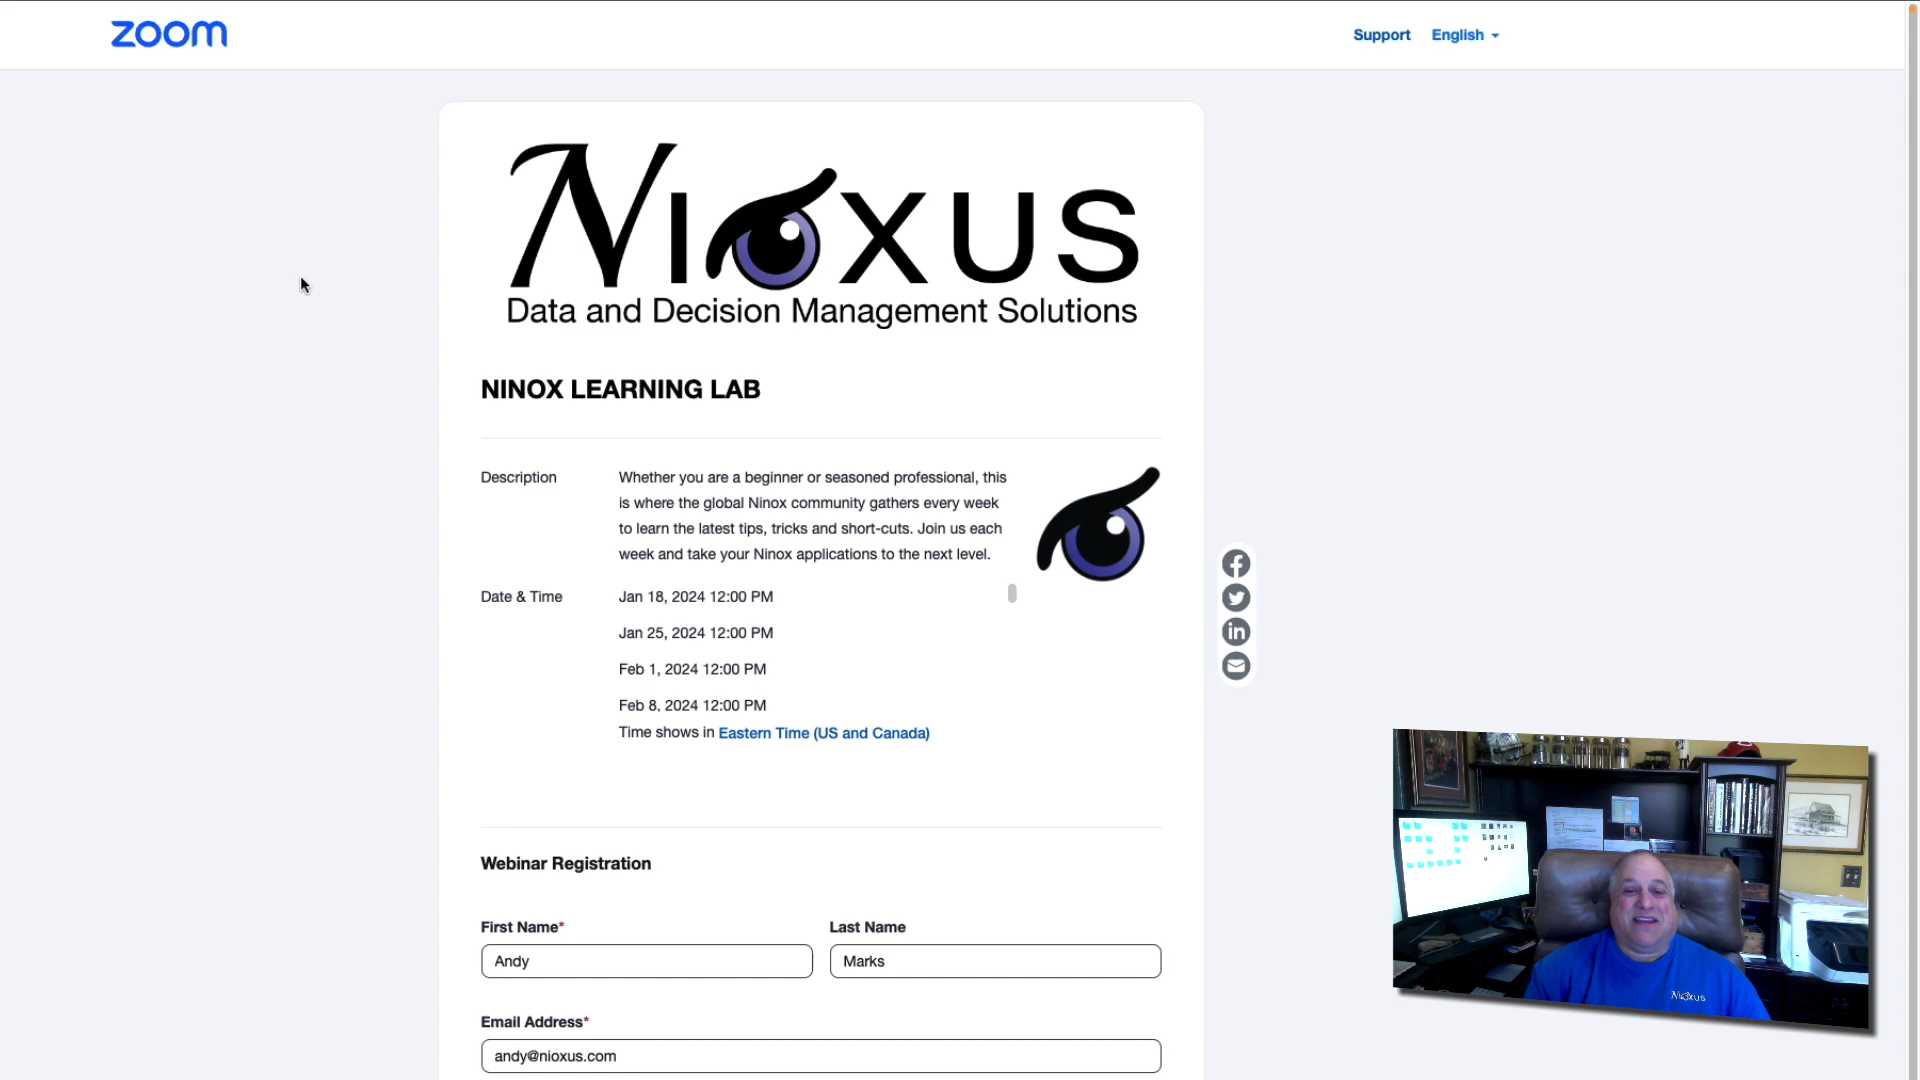 zoom
Support English
Nioxus
Data and Decision Management Solutions
NINOX LEARNING LAB
Description
Whether you are a beginner or seasoned professional, this
is where the global Ninox community gathers every week
to learn the latest tips, tricks and short-cuts. Join us each
week and take your Ninox applications to the next level.
Date & Time
Jan 18, 2024 12:00 PM
Jan 25, 2024 12:00 PM
Feb 1, 2024 12:00 PM
Feb 8, 2024 12:00 PM
Time shows in Eastern Time (US and Canada)
Webinar Registration
First Name*
Last Name
Andy
Marks
Email Address*
andy@nioxus.com
Nioxus